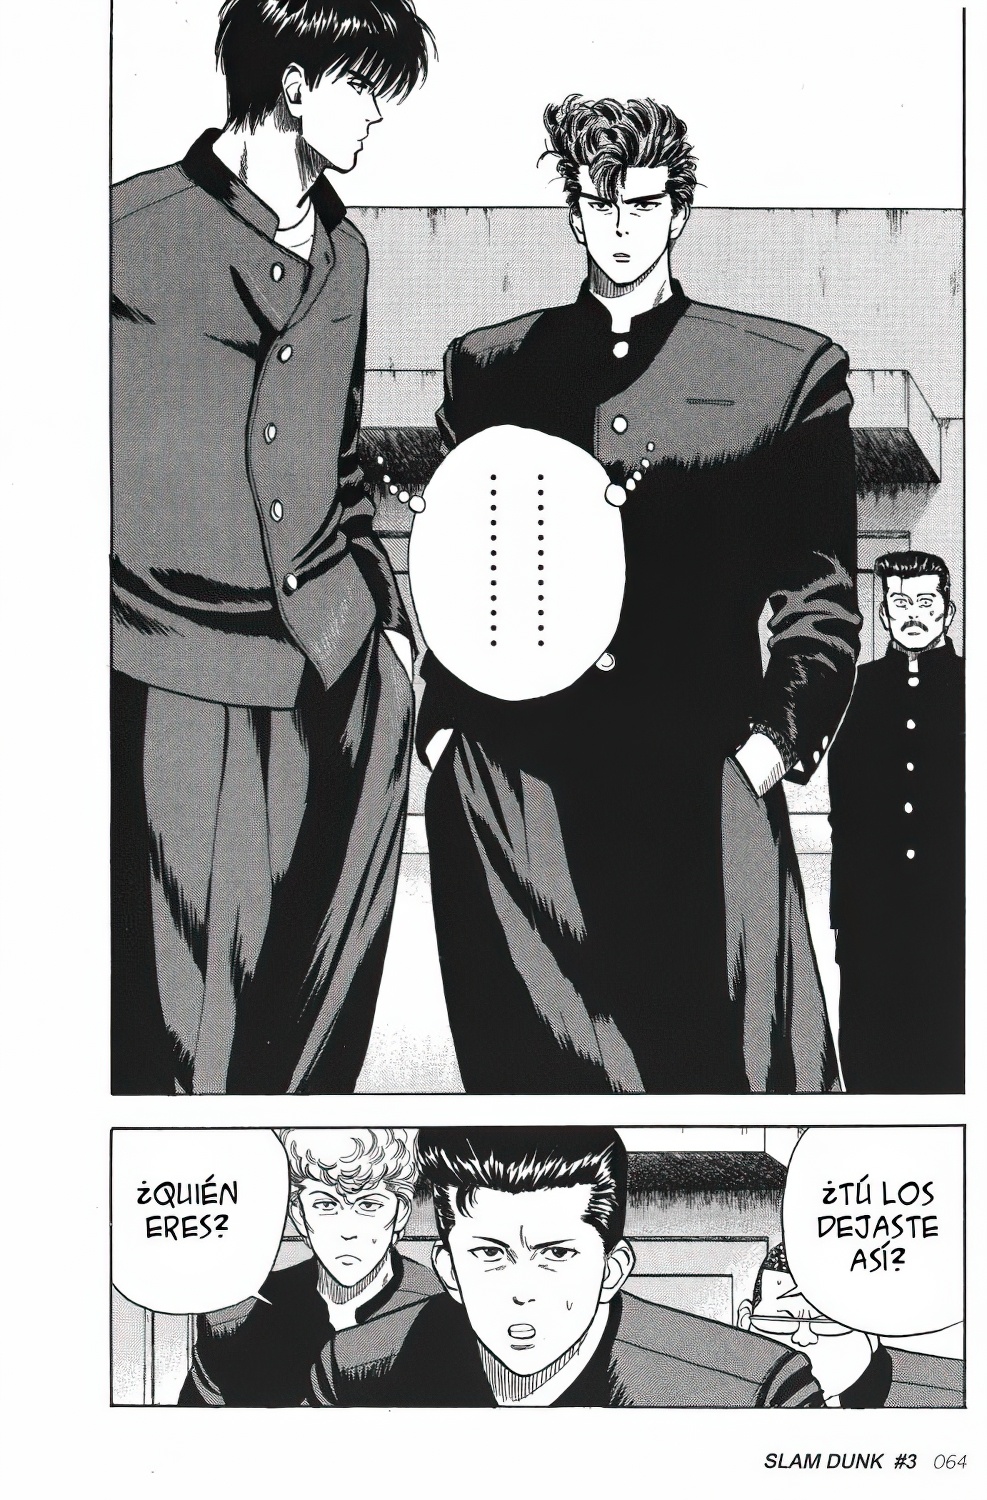 ¿TÚ LOS
DEJASTE
ASÍ?
¿QUIÉN
ERES?
SLAM DUNK #3 064